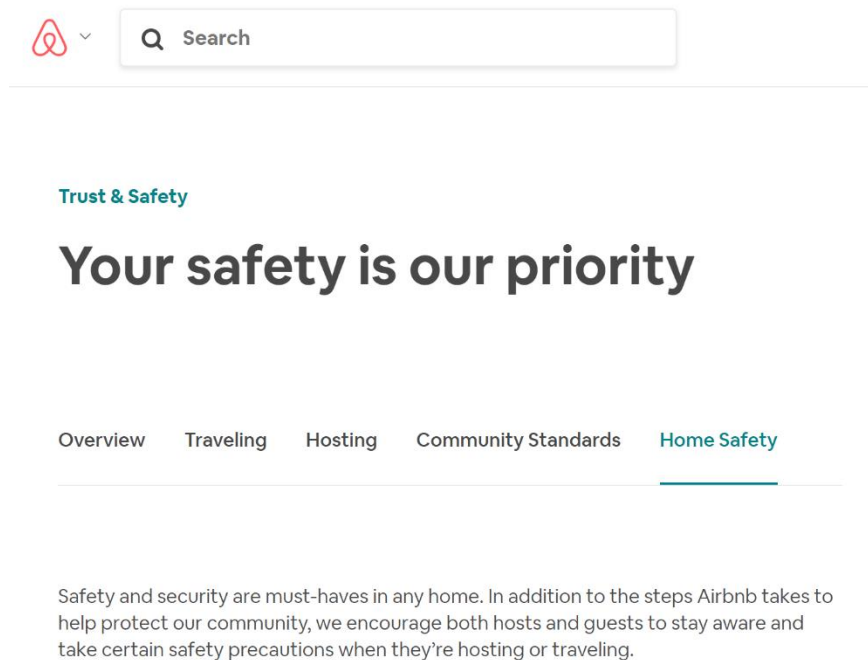 Search
Trust & Safety
Your safety is our priority
Overview Traveling Hosting Community Standards Home Safety
Safety and security are must-haves in any home. In addition to the steps Airbnb takes to
help protect our community, we encourage both hosts and guests to stay aware and
take certain safety precautions when they’re hosting or traveling.